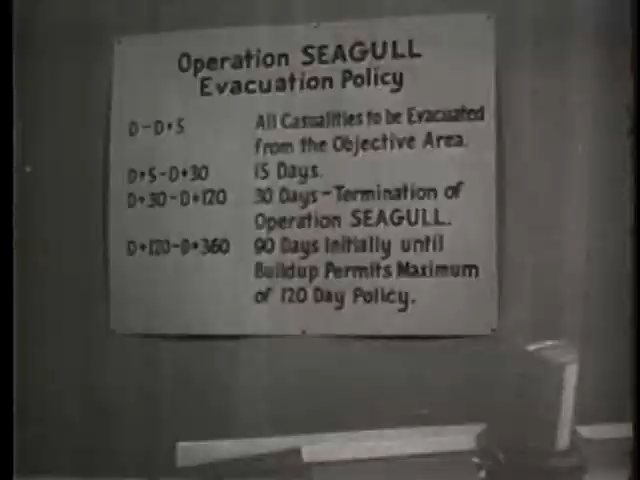 Operation SEAGULL
Evacuation Policy
D-D+5 All Casualities to be Evacuated
from the Objective Area.
D+5-D+30 15 Days.
D+30-D+120 30 Days-Termination of
Operation SEAGULL.
D+120-D+360 90 Days Initially until
Buildup Permits Maximum
of 120 Day Policy.